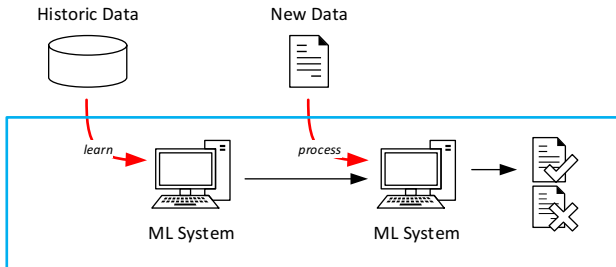 Historic Data
New Data
learn
process
ML System
ML System